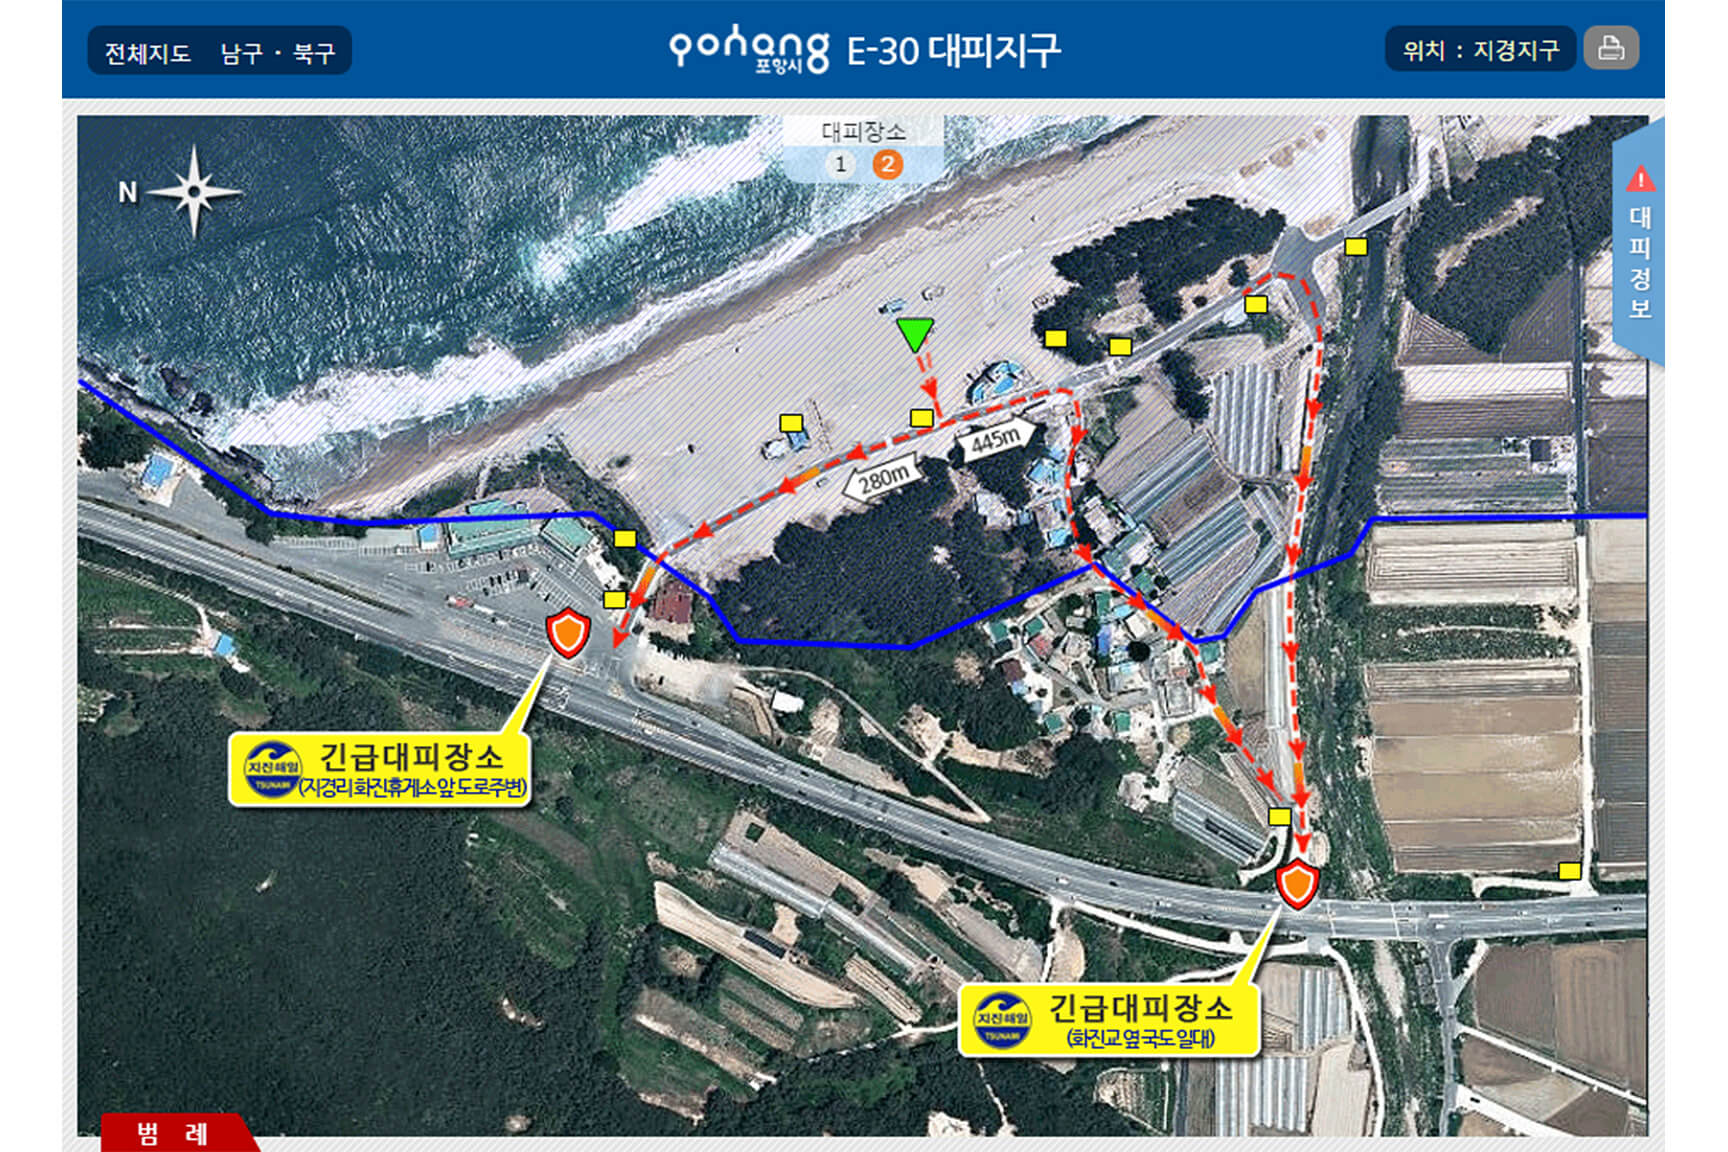 전체지도 남구 · 북구
pohang
포항시
E-30 대피지구
위치 : 지경지구
대피장소
1 2
N
대피정보
445m
280m
긴급대피장소
지진해일
TSUNAMI
(지경리 화진휴게소 앞 도로주변)
긴급대피장소
지진해일
TSUNAMI
(화진교 옆 국도 일대)
범 례